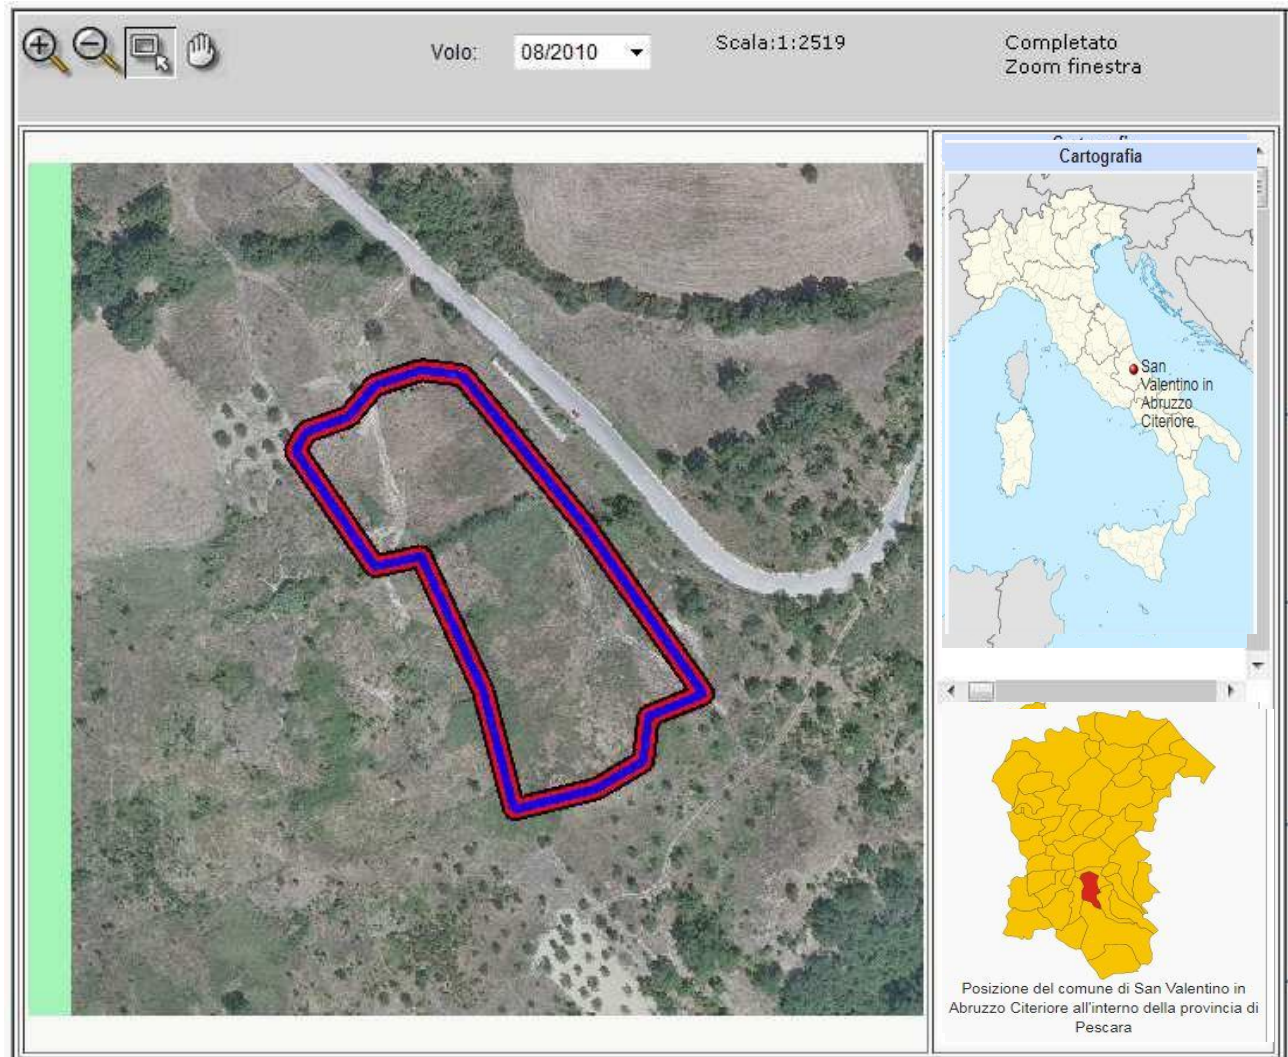 Volo:
08/2010
Scala:1:2519
Completato
Zoom finestra
Cartografia
San
Valentino in
Abruzzo
Citeriore
Posizione del comune di San Valentino in
Abruzzo Citeriore all'interno della provincia di
Pescara